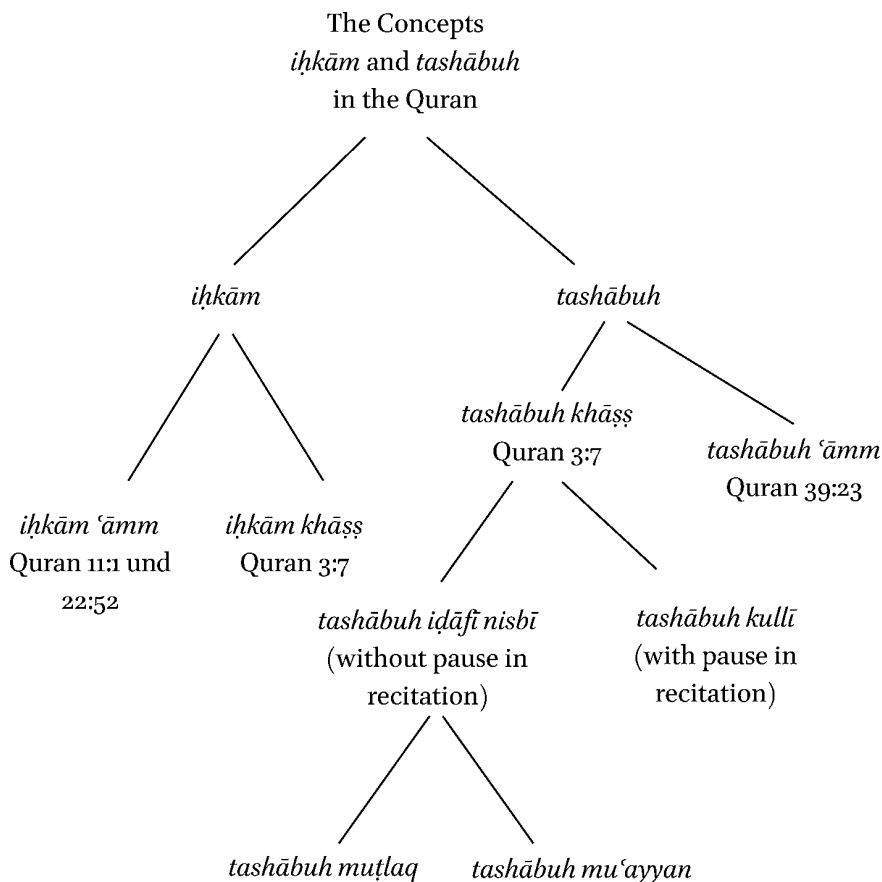 The Concepts
iḥkām and tashābuh
in the Quran
iḥkām
tashābuh
tashābuh khāṣṣ
Quran 3:7
tashābuh ʿāmm
Quran 39:23
iḥkām ʿāmm
Quran 11:1 und
22:52
iḥkām khāṣṣ
Quran 3:7
tashābuh iḍāfī nisbī
(without pause in
recitation)
tashābuh kullī
(with pause in
recitation)
tashābuh muṭlaq
tashābuh muʿayyan